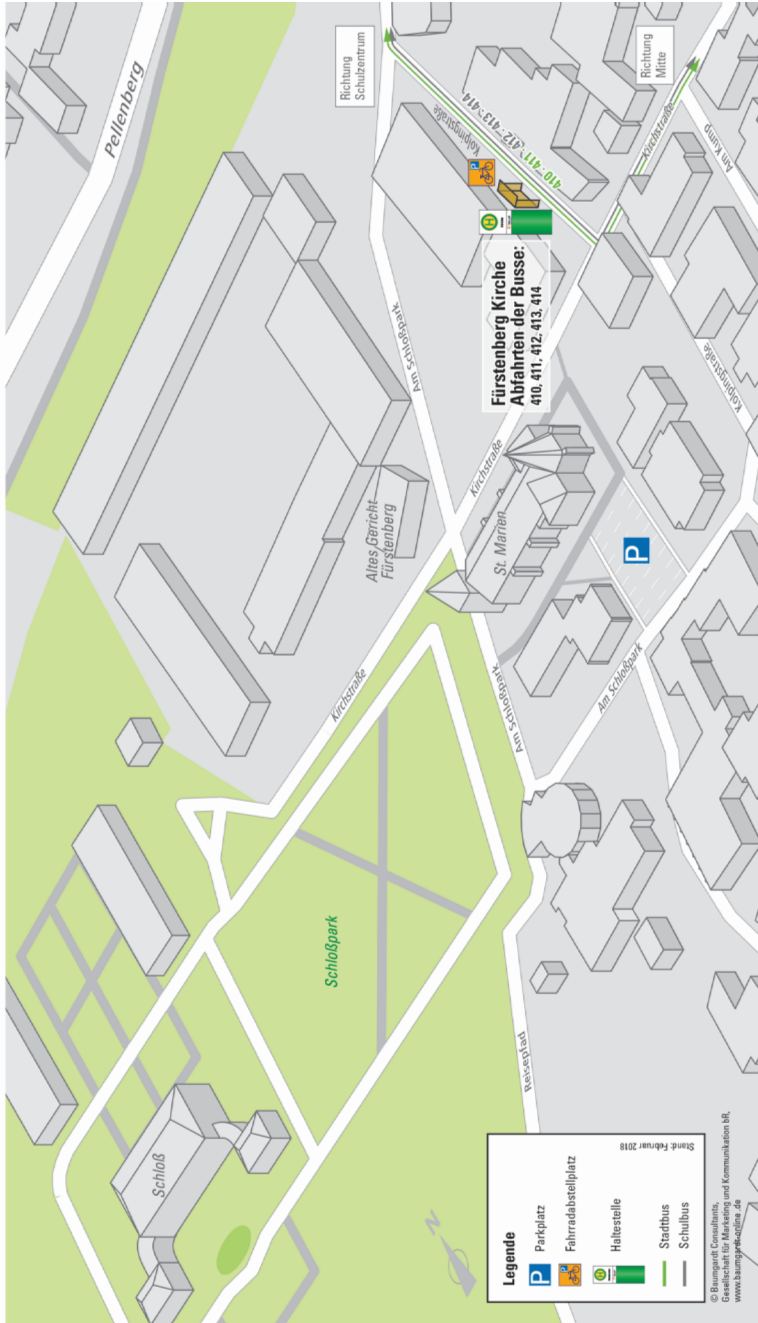 Pellenberg
Richtung
Schulzentrum
Richtung
Mitte
Kolpingstraße
410 · 411 · 412 · 413 · 414
Kirchstraße
Am Kump
Am Schloßpark
Fürstenberg Kirche
Abfahrten der Busse:
410, 411, 412, 413, 414
Kolpingstraße
Altes Gericht
Fürstenberg
Kirchstraße
St. Marien
P
Kirchstraße
Am Schloßpark
Am Schloßpark
Schloßpark
Reisepfad
Schloß
N
Legende
P Parkplatz
Fahrradabstellplatz
H Haltestelle
Stadtbus
Schulbus
Stand: Februar 2018
© Baumgardt Consultants,
Gesellschaft für Marketing und Kommunikation bR,
www.baumgardt-online.de